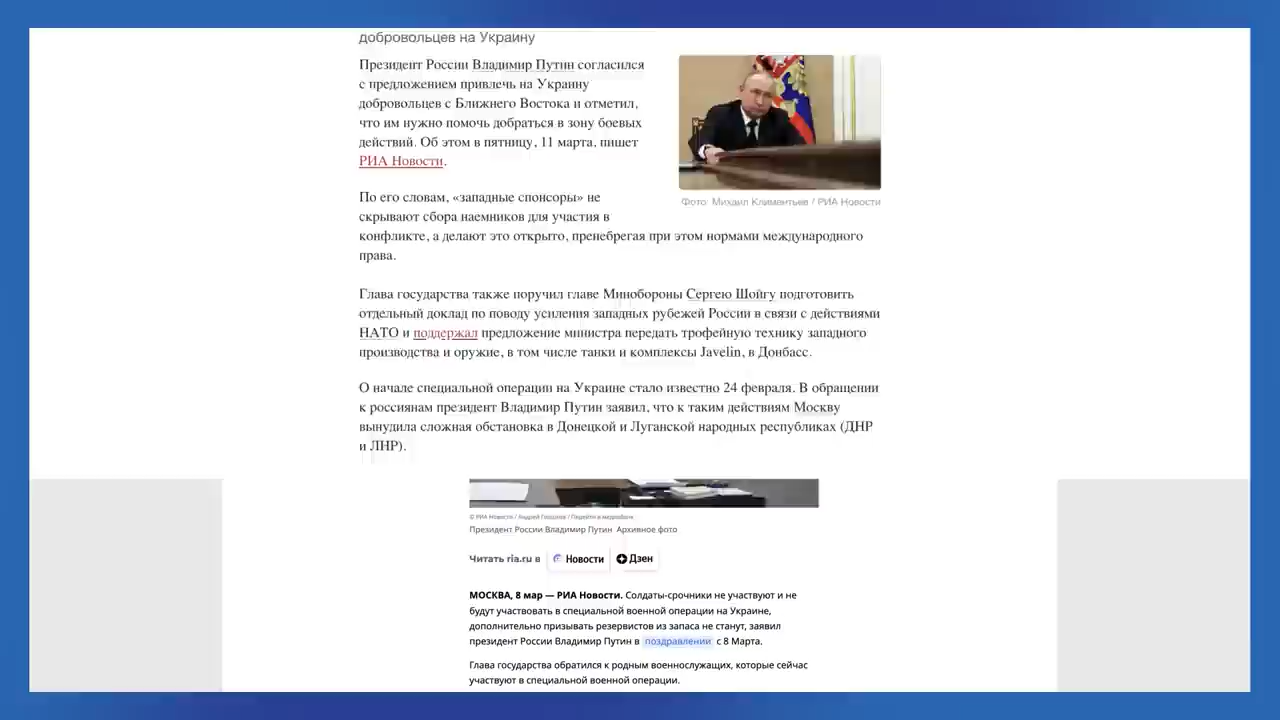 добровольцев на Украину
Президент России Владимир Путин согласился
с предложением привлечь на Украину
добровольцев с Ближнего Востока и отметил,
что им нужно помочь добраться в зону боевых
действий. Об этом в пятницу, 11 марта, пишет
РИА Новости.
Фото: Михаил Климентьев / РИА Новости
По его словам, «западные спонсоры» не
скрывают сбора наемников для участия в
конфликте, а делают это открыто, пренебрегая при этом нормами международного
права.
Глава государства также поручил главе Минобороны Сергею Шойгу подготовить
отдельный доклад по поводу усиления западных рубежей России в связи с действиями
НАТО и поддержал предложение министра передать трофейную технику западного
производства и оружие, в том числе танки и комплексы Javelin, в Донбасс.
О начале специальной операции на Украине стало известно 24 февраля. В обращении
к россиянам президент Владимир Путин заявил, что к таким действиям Москву
вынудила сложная обстановка в Донецкой и Луганской народных республиках (ДНР
и ЛНР).
© РИА Новости / Андрей / Перейти в медиабанк
Президент России Владимир Путин Архивное фото
Читать ria.ru в Новости Дзен
МОСКВА, 8 мар — РИА Новости. Солдаты-срочники не участвуют и не
будут участвовать в специальной военной операции на Украине,
дополнительно призывать резервистов из запаса не станут, заявил
президент России Владимир Путин в поздравлении с 8 Марта.
Глава государства обратился к родным военнослужащих, которые сейчас
участвуют в специальной военной операции.